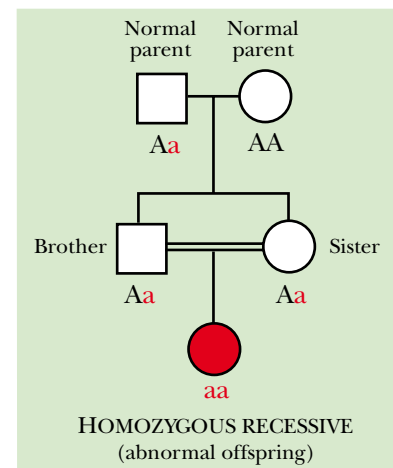 Normal parent
Normal parent
Aa
AA
Brother
Sister
Aa
Aa
aa
HOMOZYGOUS RECESSIVE
(abnormal offspring)